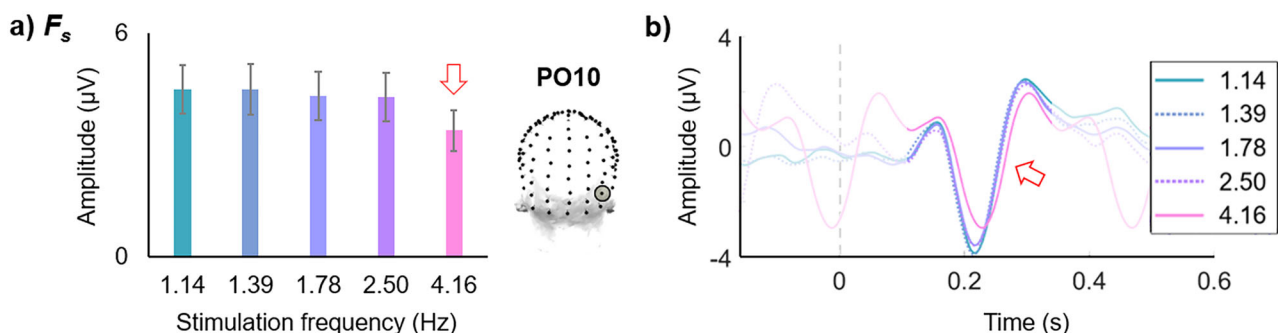 a) Fs
Amplitude (µV)
6
0
1.14 1.39 1.78 2.50 4.16
Stimulation frequency (Hz)
PO10
b)
Amplitude (µV)
4
0
-4
0 0.2 0.4 0.6
Time (s)
1.14
1.39
1.78
2.50
4.16